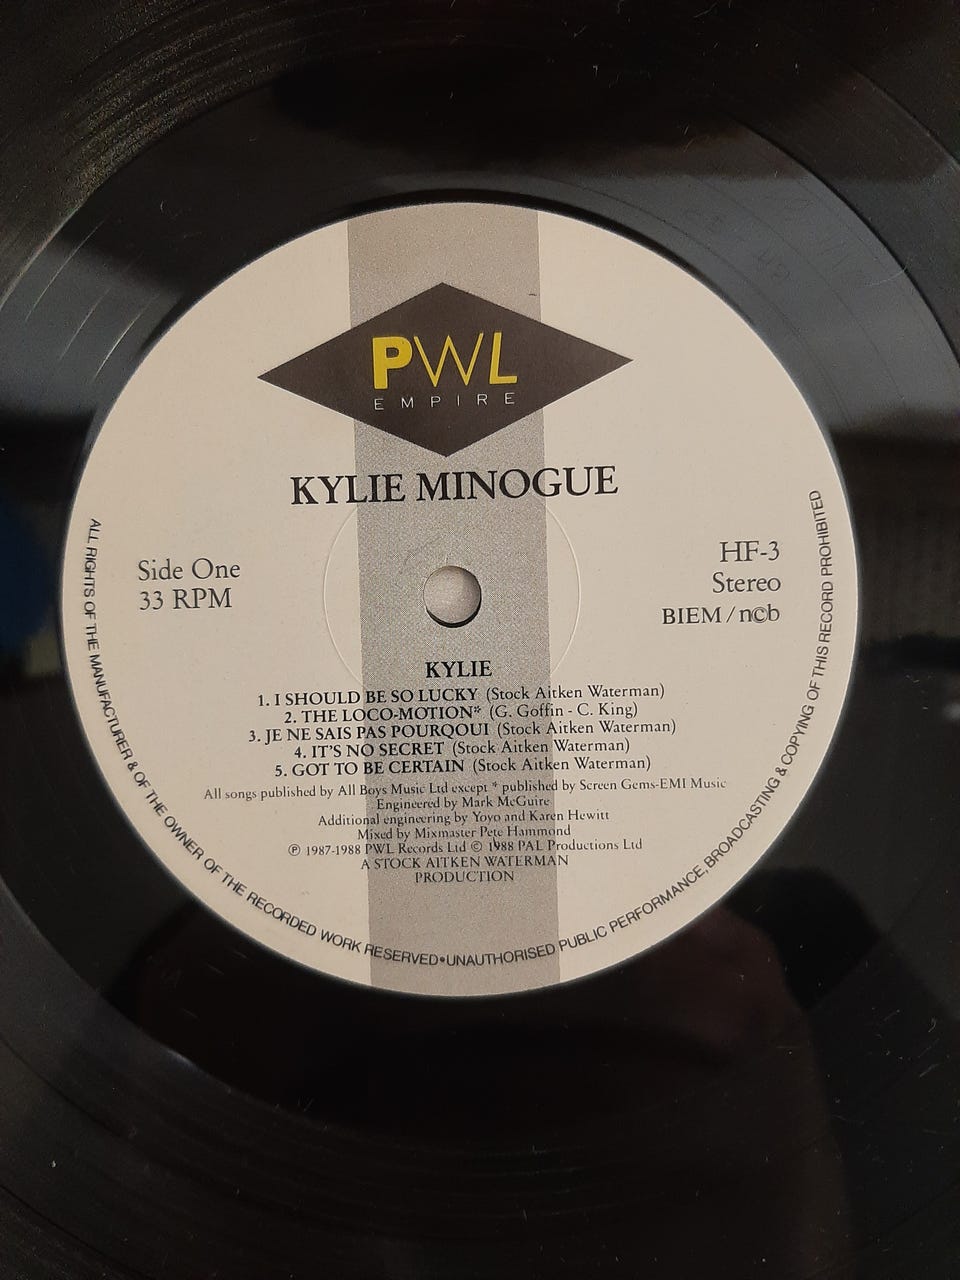 PWL
EMPIRE
KYLIE MINOGUE
Side One
33 RPM
HF-3
Stereo
BIEM / n©b
KYLIE
1. I SHOULD BE SO LUCKY (Stock Aitken Waterman)
2. THE LOCO-MOTION* (G. Goffin - C. King)
3. JE NE SAIS PAS POURQOUI (Stock Aitken Waterman)
4. IT'S NO SECRET (Stock Aitken Waterman)
5. GOT TO BE CERTAIN (Stock Aitken Waterman)
All songs published by All Boys Music Ltd except * published by Screen Gems-EMI Music
Engineered by Mark McGuire
Additional engineering by Yoyo and Karen Hewitt
Mixed by Mixmaster Pete Hammond
℗ 1987-1988 PWL Records Ltd © 1988 PAL Productions Ltd
A STOCK AITKEN WATERMAN
PRODUCTION
ALL RIGHTS OF THE MANUFACTURER & OF THE OWNER OF THE RECORDED WORK RESERVED•UNAUTHORISED PUBLIC PERFORMANCE, BROADCASTING & COPYING OF THIS RECORD PROHIBITED